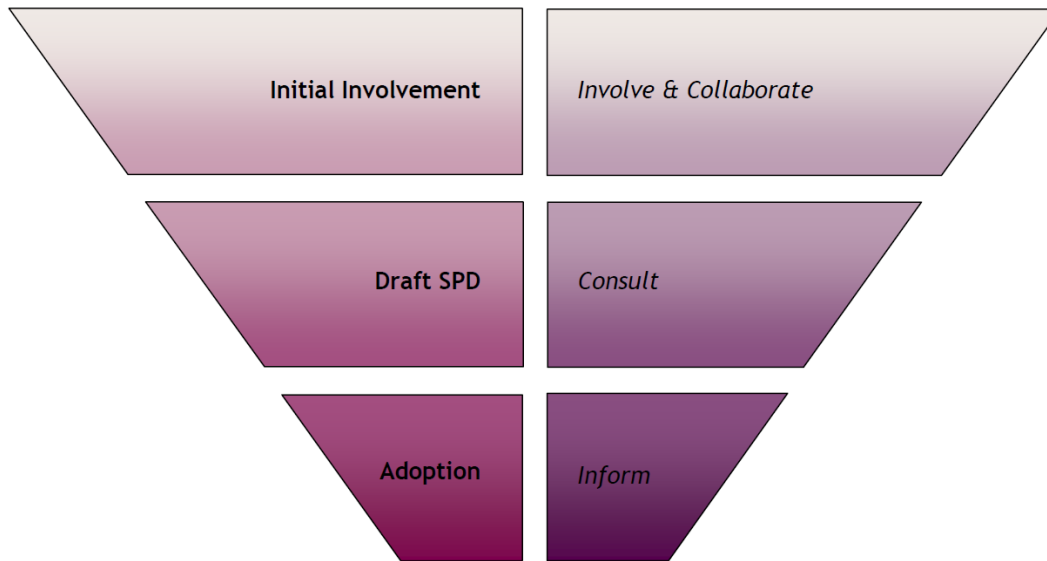 Initial Involvement
Involve & Collaborate
Draft SPD
Consult
Adoption
Inform